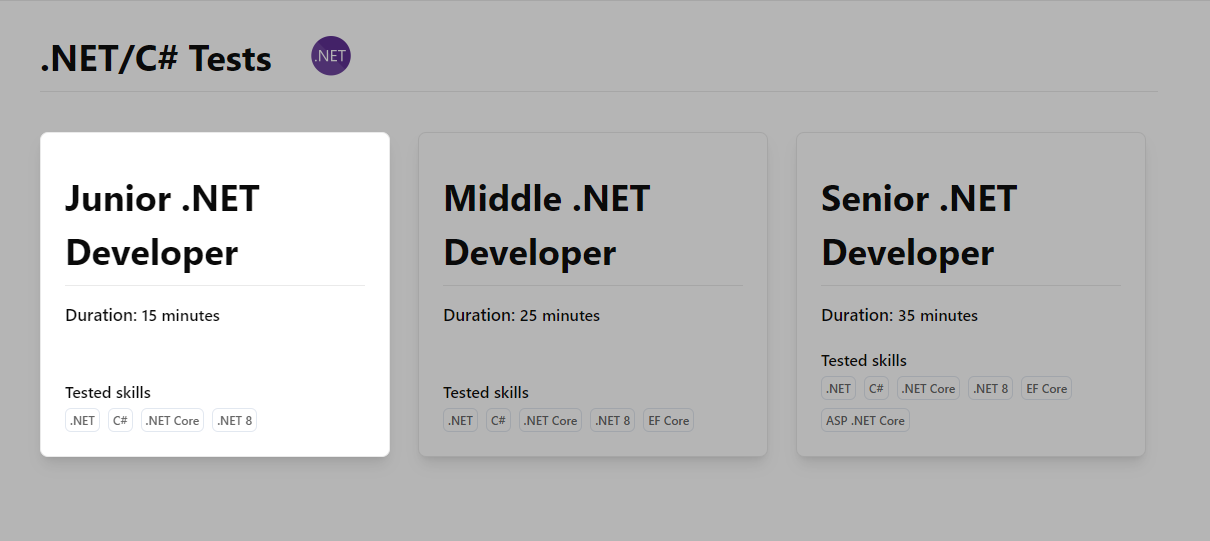 .NET/C# Tests
.NET
Junior .NET
Developer
Duration: 15 minutes
Tested skills
.NET C# .NET Core .NET 8
Middle .NET
Developer
Duration: 25 minutes
Tested skills
.NET C# .NET Core .NET 8 EF Core
Senior .NET
Developer
Duration: 35 minutes
Tested skills
.NET C# .NET Core .NET 8 EF Core
ASP .NET Core